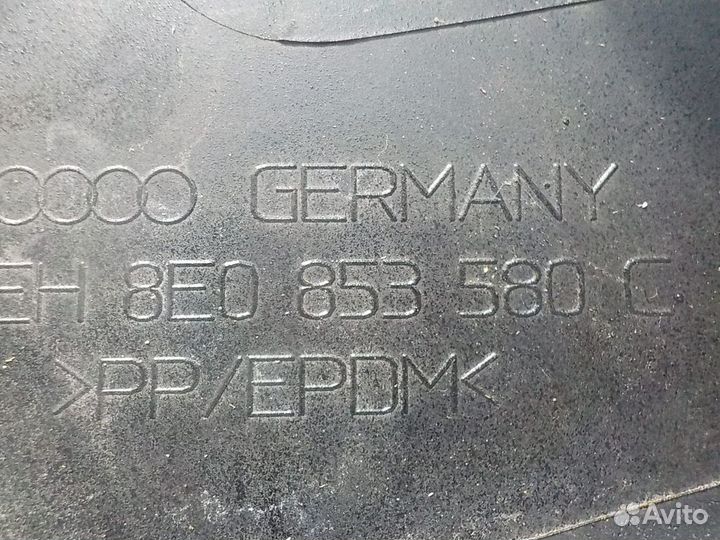 GERMANY
EH 8E0 853 580 C
>PP/EPDM<
Avito